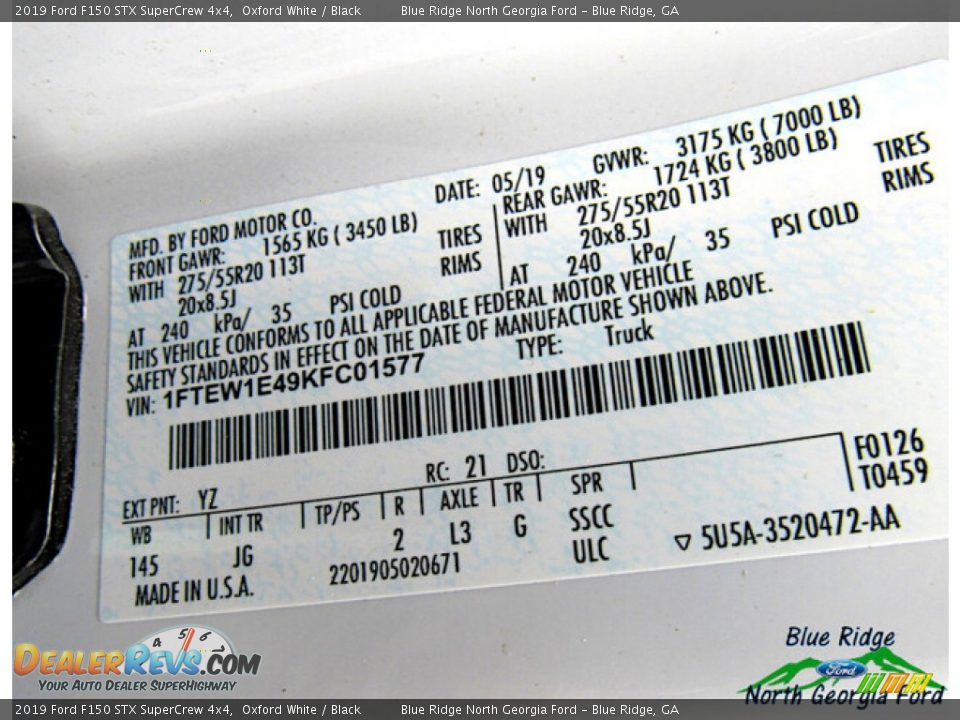 2019 Ford F150 STX SuperCrew 4x4, Oxford White / Black Blue Ridge North Georgia Ford - Blue Ridge, GA
MFD. BY FORD MOTOR CO. DATE: 05/19 GVWR: 3175 KG ( 7000 LB)
FRONT GAWR: 1565 KG ( 3450 LB) REAR GAWR: 1724 KG ( 3800 LB)
WITH 275/55R20 113T TIRES WITH 275/55R20 113T TIRES
20x8.5J RIMS 20x8.5J RIMS
AT 240 kPa/ 35 PSI COLD AT 240 kPa/ 35 PSI COLD
THIS VEHICLE CONFORMS TO ALL APPLICABLE FEDERAL MOTOR VEHICLE
SAFETY STANDARDS IN EFFECT ON THE DATE OF MANUFACTURE SHOWN ABOVE.
VIN: 1FTEW1E49KFC01577 TYPE: Truck
F0126
T0459
EXT PNT: YZ RC: 21 DSO:
WB INT TR TP/PS R AXLE TR SPR
145 JG 2 L3 G SSCC
MADE IN U.S.A. 2201905020671 ULC ▽ 5U5A-3520472-AA
4 5 6
DealerRevs.com
Your Auto Dealer SuperHighway
Blue Ridge
Ford
North Georgia Ford
2019 Ford F150 STX SuperCrew 4x4, Oxford White / Black Blue Ridge North Georgia Ford - Blue Ridge, GA